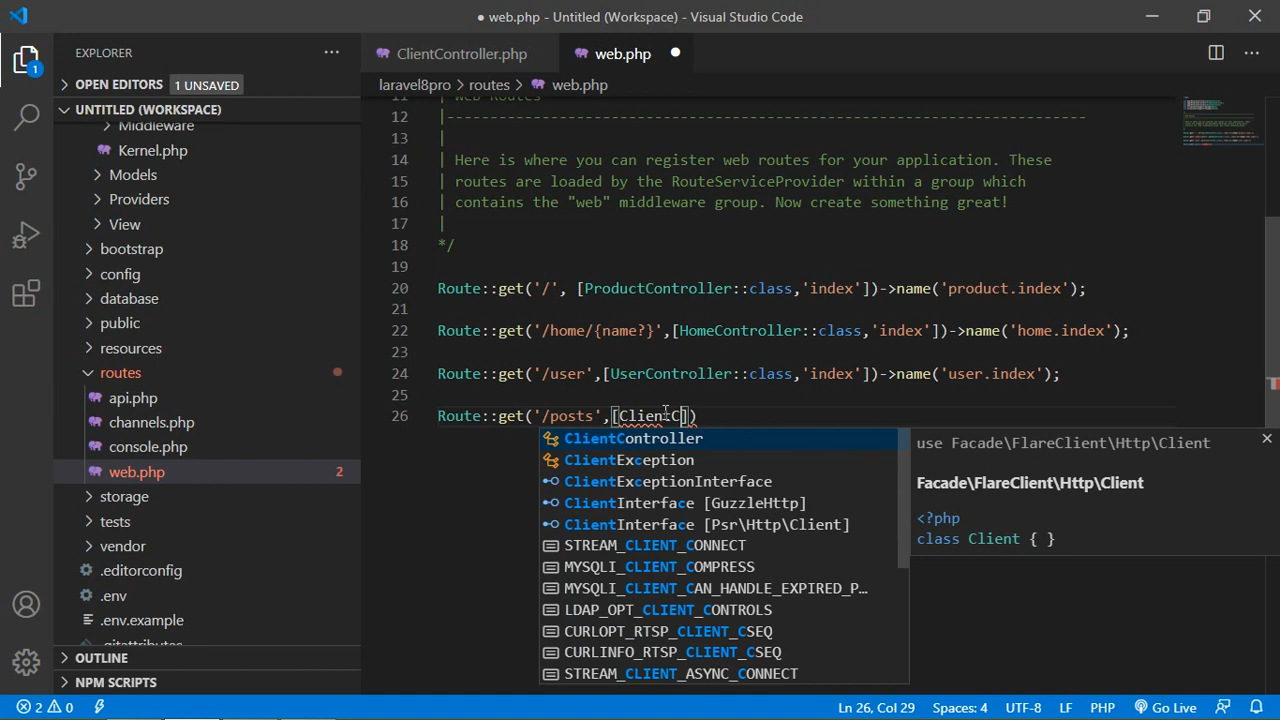 ● web.php - Untitled (Workspace) - Visual Studio Code
EXPLORER
ClientController.php
web.php
OPEN EDITORS 1 UNSAVED
laravel8pro > routes > web.php
UNTITLED (WORKSPACE)
Middleware
Kernel.php
Models
Providers
View
bootstrap
config
database
public
resources
routes
api.php
channels.php
console.php
web.php 2
storage
tests
vendor
.editorconfig
.env
.env.example
.gitattributes
OUTLINE
NPM SCRIPTS
1
11 | Web Routes
12 |--------------------------------------------------------------------------
13 |
14 | Here is where you can register web routes for your application. These
15 | routes are loaded by the RouteServiceProvider within a group which
16 | contains the "web" middleware group. Now create something great!
17 |
18 */
19
20 Route::get('/', [ProductController::class,'index'])->name('product.index');
21
22 Route::get('/home/{name?}',[HomeController::class,'index'])->name('home.index');
23
24 Route::get('/user',[UserController::class,'index'])->name('user.index');
25
26 Route::get('/posts',[ClientC])
ClientController
ClientException
ClientExceptionInterface
ClientInterface [GuzzleHttp]
ClientInterface [Psr\Http\Client]
STREAM_CLIENT_CONNECT
MYSQLI_CLIENT_COMPRESS
MYSQLI_CLIENT_CAN_HANDLE_EXPIRED_P…
LDAP_OPT_CLIENT_CONTROLS
CURLOPT_RTSP_CLIENT_CSEQ
CURLINFO_RTSP_CLIENT_CSEQ
STREAM_CLIENT_ASYNC_CONNECT
use Facade\FlareClient\Http\Client
Facade\FlareClient\Http\Client
<?php
class Client { }
2 0
Ln 26, Col 29
Spaces: 4
UTF-8
LF
PHP
Go Live